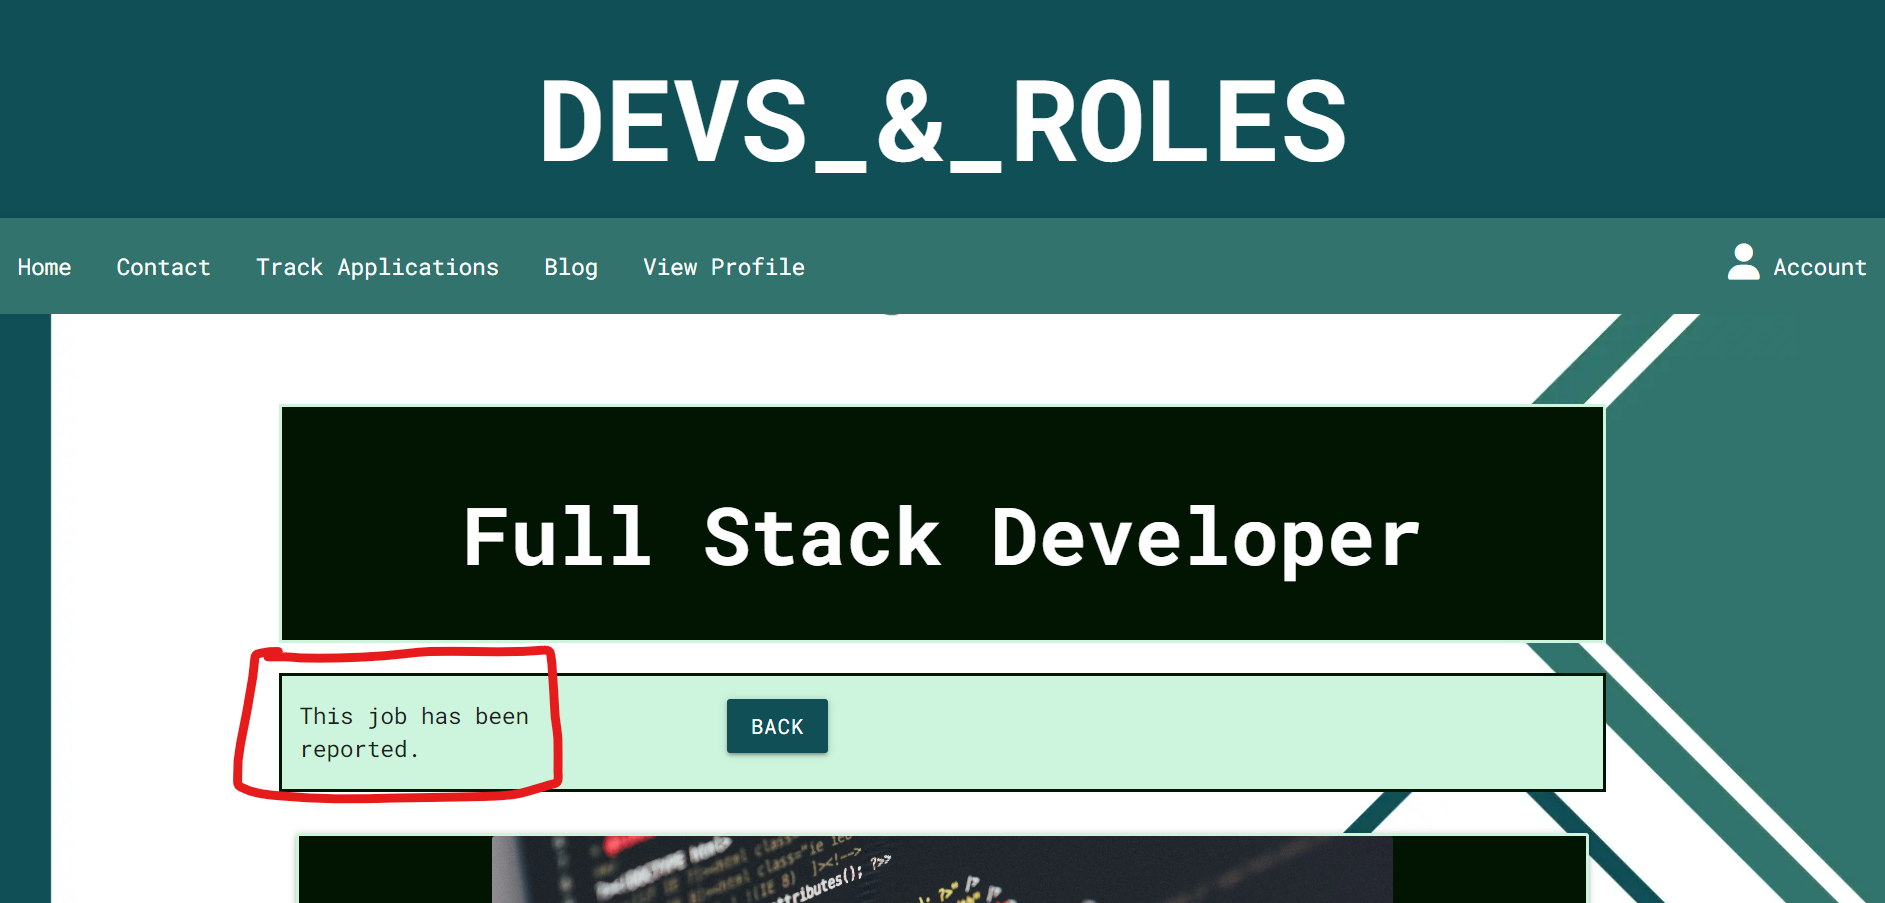 DEVS_&_ROLES
Home Contact Track Applications Blog View Profile Account
Full Stack Developer
This job has been
reported.
BACK
ttributes(); ?>>